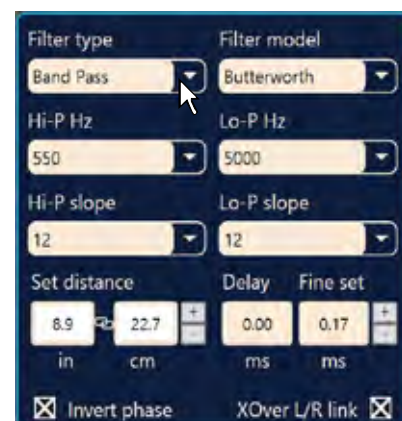 Filter type Filter model
Band Pass Butterworth
Hi-P Hz Lo-P Hz
550 5000
Hi-P slope Lo-P slope
12 12
Set distance Delay Fine set
8.9 22.7 + - 0.00 0.17 + -
in cm ms ms
Invert phase XOver L/R link